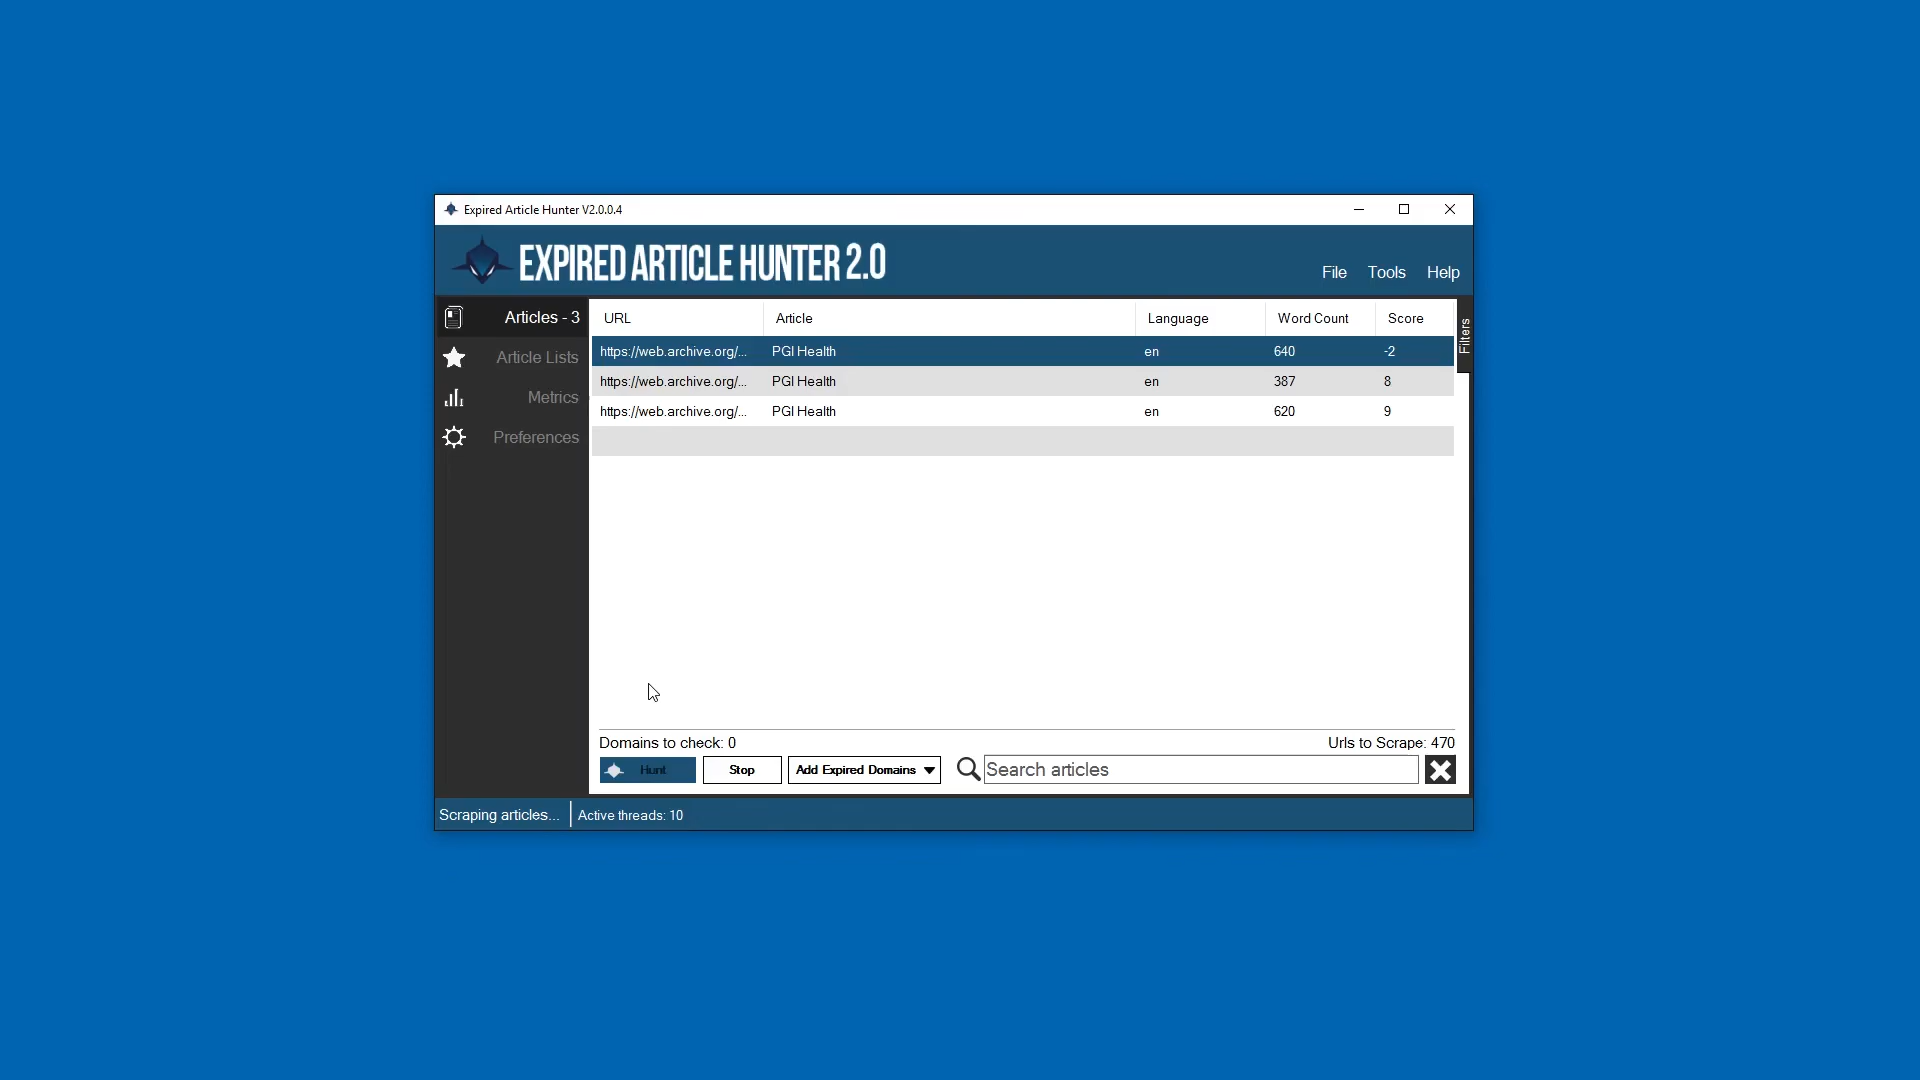 Expired Article Hunter V2.0.0.4
EXPIRED ARTICLE HUNTER 2.0
File Tools Help
Articles - 3
Article Lists
Metrics
Preferences
URL Article Language Word Count Score
https://web.archive.org/... PGI Health en 640 -2
https://web.archive.org/... PGI Health en 387 8
https://web.archive.org/... PGI Health en 620 9
Filters
Domains to check: 0 Urls to Scrape: 470
Hunt Stop Add Expired Domains Search articles
Scraping articles... Active threads: 10